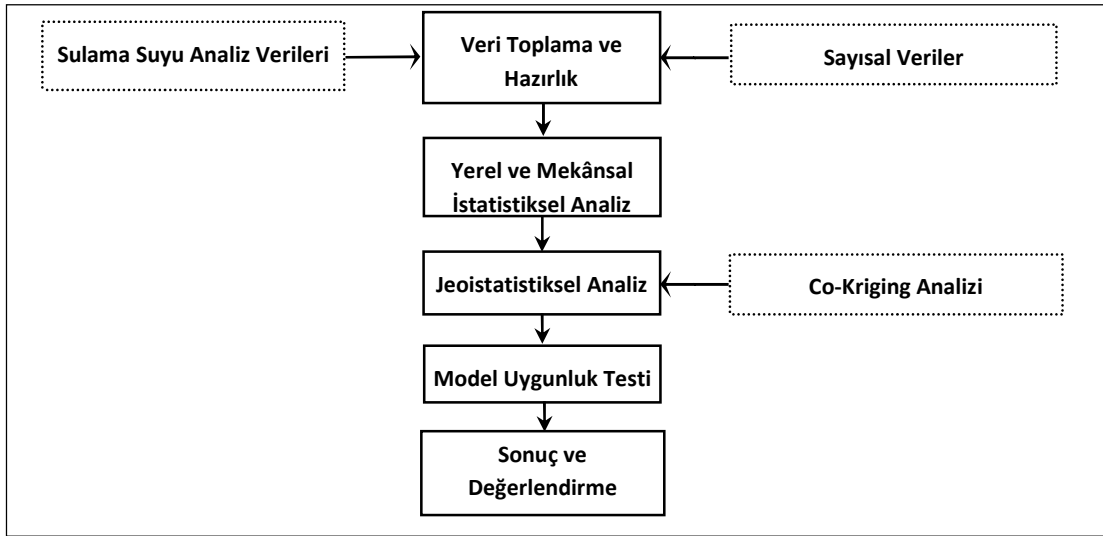 Sulama Suyu Analiz Verileri
Veri Toplama ve
Hazırlık
Sayısal Veriler
Yerel ve Mekânsal
İstatistiksel Analiz
Jeoistatistiksel Analiz
Co-Kriging Analizi
Model Uygunluk Testi
Sonuç ve
Değerlendirme